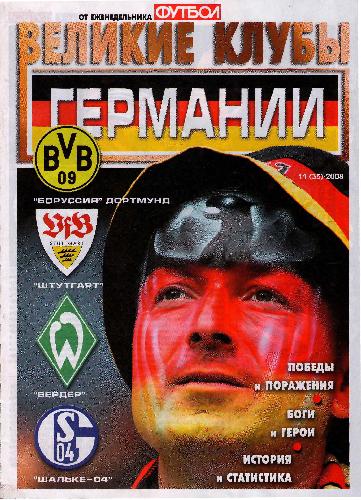 ОТ ЕЖЕНЕДЕЛЬНИКА ФУТБОЛ
ВЕЛИКИЕ КЛУБЫ
ГЕРМАНИИ
BVB
09
11 (35)-2008
"БОРУССИЯ" ДОРТМУНД
VfB
STUTTGART
"ШТУТГАРТ"
W
"ВЕРДЕР"
S
04
"ШАЛЬКЕ-04"
ПОБЕДЫ
и ПОРАЖЕНИЯ
БОГИ
и ГЕРОИ
ИСТОРИЯ
и СТАТИСТИКА